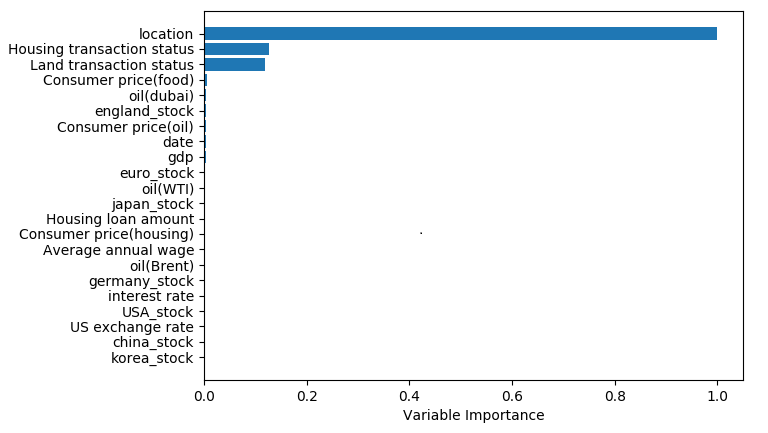 location
Housing transaction status
Land transaction status
Consumer price(food)
oil(dubai)
england_stock
Consumer price(oil)
date
gdp
euro_stock
oil(WTI)
japan_stock
Housing loan amount
Consumer price(housing)
Average annual wage
oil(Brent)
germany_stock
interest rate
USA_stock
US exchange rate
china_stock
korea_stock
0.0 0.2 0.4 0.6 0.8 1.0
Variable Importance